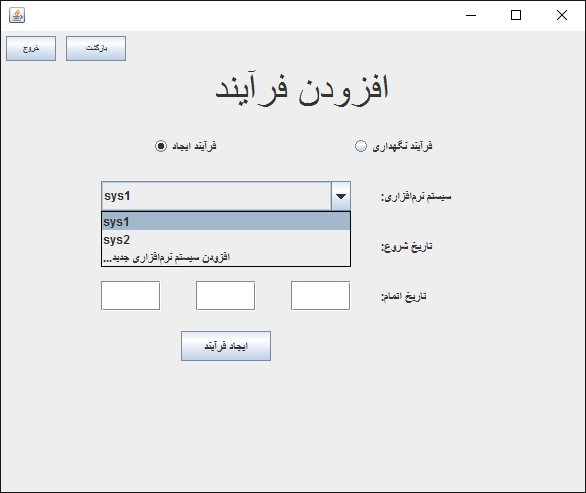 خروج
بازگشت
افزودن فرآیند
فرآیند نگهداری
فرآیند ایجاد
سیستم نرم‌افزاری:
sys1
sys1
sys2
افزودن سیستم نرم‌افزاری جدید...
تاریخ شروع:
تاریخ اتمام:
ایجاد فرآیند